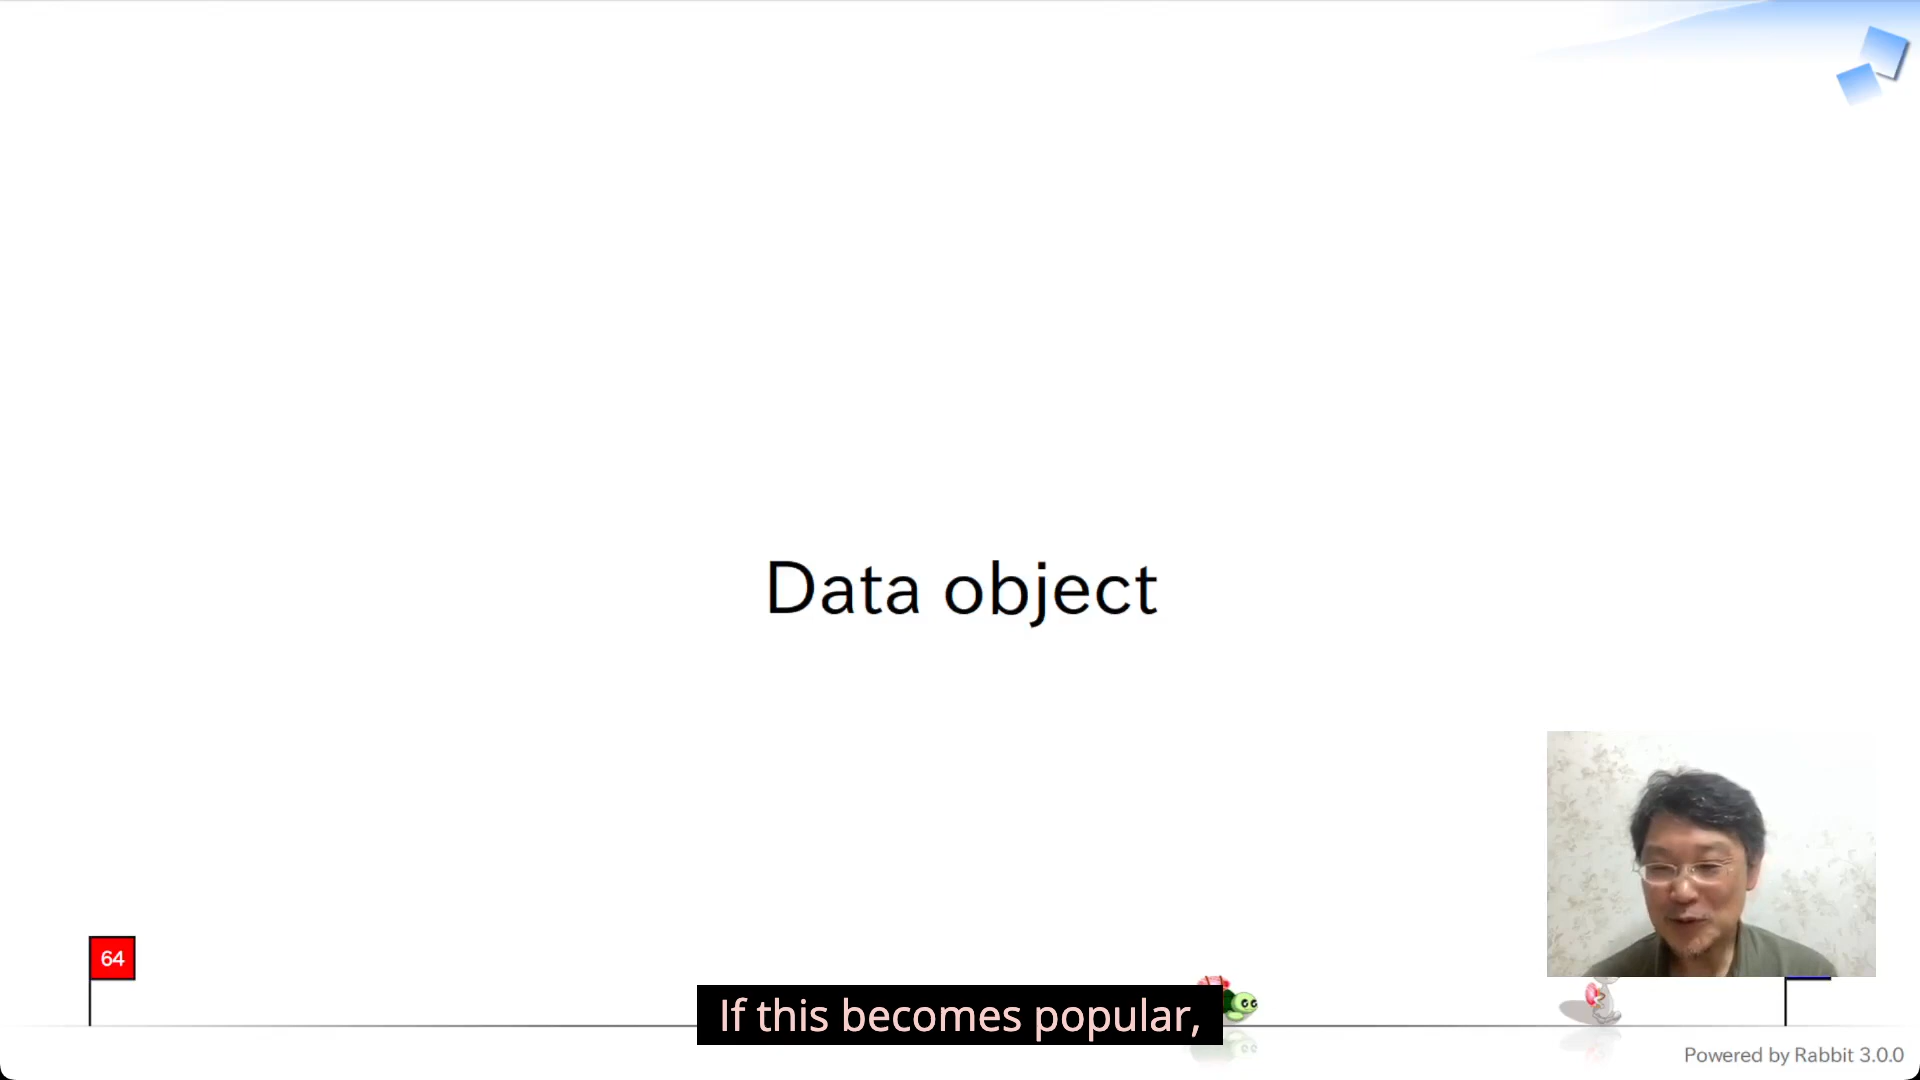 Data object
64
If this becomes popular,
Powered by Rabbit 3.0.0